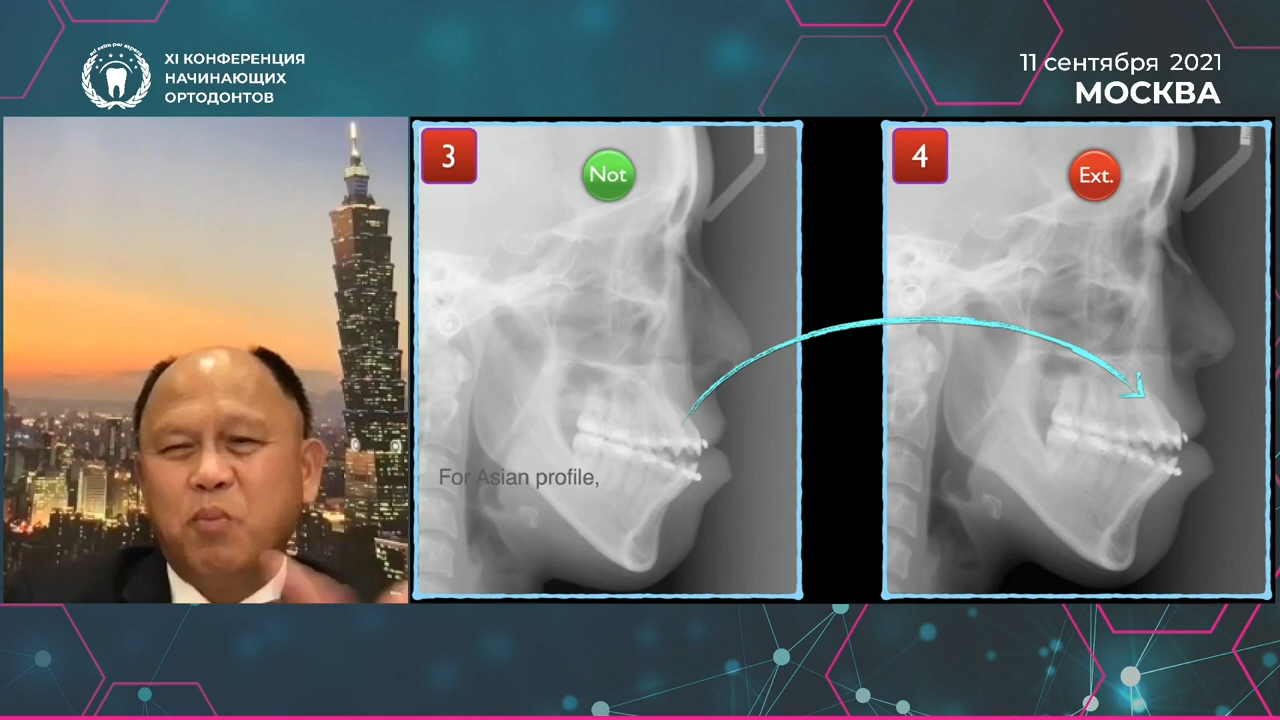 XI КОНФЕРЕНЦИЯ
НАЧИНАЮЩИХ
ОРТОДОНТОВ
11 сентября 2021
МОСКВА
3
Not
4
Ext.
For Asian profile,